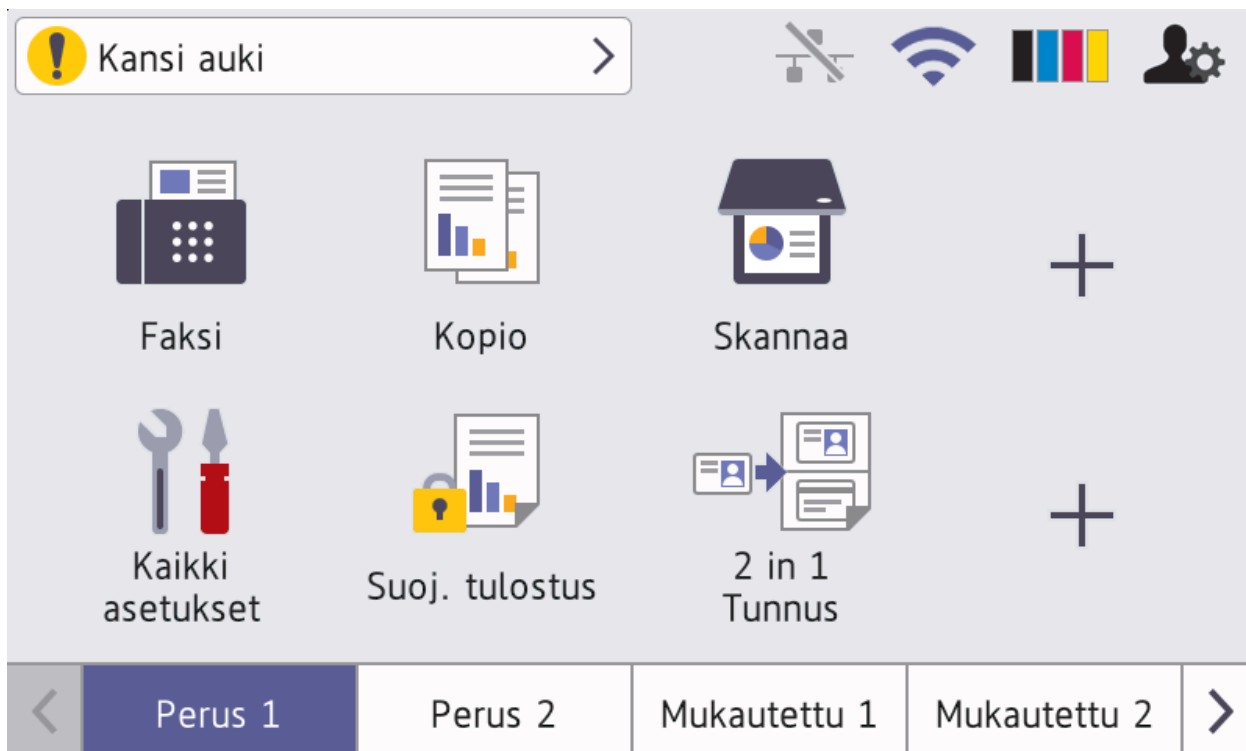 Kansi auki
Faksi
Kopio
Skannaa
Kaikki
asetukset
Suoj. tulostus
2 in 1
Tunnus
Perus 1
Perus 2
Mukautettu 1
Mukautettu 2